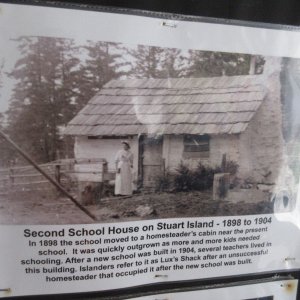 Second School House on Stuart Island - 1898 to 1904
In 1898 the school moved to a homesteader's cabin near the present
school. It was quickly outgrown as more and more kids needed
schooling. After a new school was built in 1904, several teachers lived in
this building. Islanders refer to it as Lux's Shack after an unsuccessful
homesteader that occupied it after the new school was built.